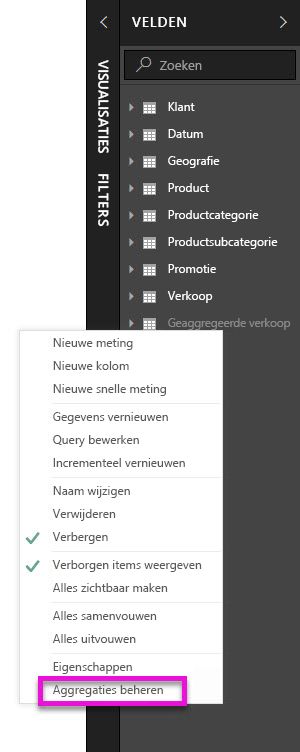 VELDEN
Zoeken
VISUALISATIES
FILTERS
Klant
Datum
Geografie
Product
Productcategorie
Productsubcategorie
Promotie
Verkoop
Geaggregeerde verkoop
Nieuwe meting
Nieuwe kolom
Nieuwe snelle meting
Gegevens vernieuwen
Query bewerken
Incrementeel vernieuwen
Naam wijzigen
Verwijderen
Verbergen
Verborgen items weergeven
Alles zichtbaar maken
Alles samenvouwen
Alles uitvouwen
Eigenschappen
Aggregaties beheren